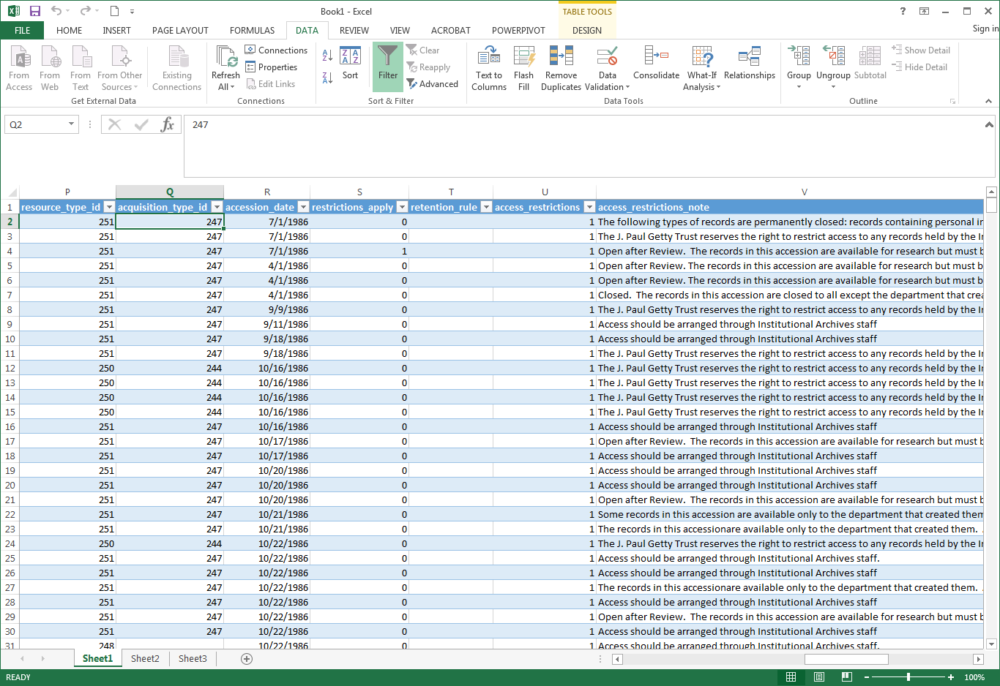 Book1 - Excel
TABLE TOOLS
?
FILE HOME INSERT PAGE LAYOUT FORMULAS DATA REVIEW VIEW ACROBAT POWERPIVOT DESIGN Sign in
From Access
From Web
From Text
From Other Sources
Existing Connections
Get External Data
Refresh All
Connections
Properties
Edit Links
Connections
Sort
Filter
Clear
Reapply
Advanced
Sort & Filter
Text to Columns
Flash Fill
Remove Duplicates
Data Validation
Consolidate
What-If Analysis
Relationships
Data Tools
Group
Ungroup
Subtotal
Show Detail
Hide Detail
Outline
Q2 fx 247
P Q R S T U V
1 resource_type_id acquisition_type_id accession_date restrictions_apply retention_rule access_restrictions access_restrictions_note
2 251 247 7/1/1986 0 1 The following types of records are permanently closed: records containing personal in
3 251 247 7/1/1986 0 1 The J. Paul Getty Trust reserves the right to restrict access to any records held by the In
4 251 247 7/1/1986 1 1 Open after Review.  The records in this accession are available for research but must b
5 251 247 4/1/1986 0 1 Open after Review. The records in this accession are available for research but must b
6 251 247 4/1/1986 0 1 Open after Review. The records in this accession are available for research but must b
7 251 247 4/1/1986 0 1 Closed.  The records in this accession are closed to all except the department that crea
8 251 247 9/9/1986 0 1 The J. Paul Getty Trust reserves the right to restrict access to any records held by the In
9 251 247 9/11/1986 0 1 Access should be arranged through Institutional Archives staff
10 251 247 9/18/1986 0 1 Access should be arranged through Institutional Archives staff
11 251 247 9/18/1986 0 1 The J. Paul Getty Trust reserves the right to restrict access to any records held by the In
12 250 244 10/16/1986 0 1 The J. Paul Getty Trust reserves the right to restrict access to any records held by the In
13 250 244 10/16/1986 0 1 The J. Paul Getty Trust reserves the right to restrict access to any records held by the In
14 250 244 10/16/1986 0 1 The J. Paul Getty Trust reserves the right to restrict access to any records held by the In
15 250 244 10/16/1986 0 1 The J. Paul Getty Trust reserves the right to restrict access to any records held by the In
16 251 247 10/16/1986 0 1 Access should be arranged through Institutional Archives staff
17 251 247 10/17/1986 0 1 Open after Review.  The records in this accession are available for research but must b
18 251 247 10/17/1986 0 1 Access should be arranged through Institutional Archives staff
19 251 247 10/20/1986 0 1 Access should be arranged through Institutional Archives staff
20 251 247 10/20/1986 0 1 Access should be arranged through Institutional Archives staff
21 251 247 10/20/1986 0 1 Open after Review.  The records in this accession are available for research but must b
22 251 247 10/21/1986 0 1 Some records in this accession are available only to the department that created them
23 251 247 10/21/1986 0 1 The records in this accessionare available only to the department that created them.
24 250 244 10/22/1986 0 1 The J. Paul Getty Trust reserves the right to restrict access to any records held by the In
25 251 247 10/22/1986 0 1 Access should be arranged through Institutional Archives staff.
26 251 247 10/22/1986 0 1 Access should be arranged through Institutional Archives staff
27 251 247 10/22/1986 0 1 The records in this accessionare available only to the department that created them.
28 251 247 10/22/1986 0 1 Access should be arranged through Institutional Archives staff
29 251 247 10/22/1986 0 1 Open after Review.  The records in this accession are available for research but must b
30 251 247 10/22/1986 0 1 Access should be arranged through Institutional Archives staff
31 248 10/22/1986 0 1 Access should be arranged through Institutional Archives staff.
Sheet1 Sheet2 Sheet3
READY 100%